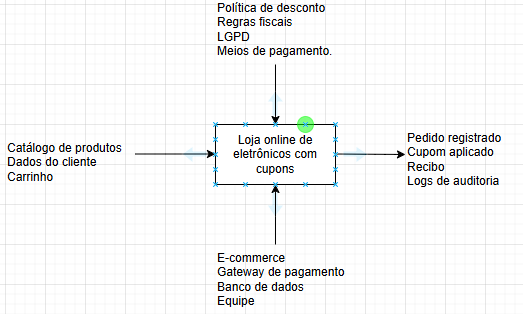 Política de desconto
Regras fiscais
LGPD
Meios de pagamento.
Catálogo de produtos
Dados do cliente
Carrinho
Loja online de
eletrônicos com
cupons
Pedido registrado
Cupom aplicado
Recibo
Logs de auditoria
E-commerce
Gateway de pagamento
Banco de dados
Equipe